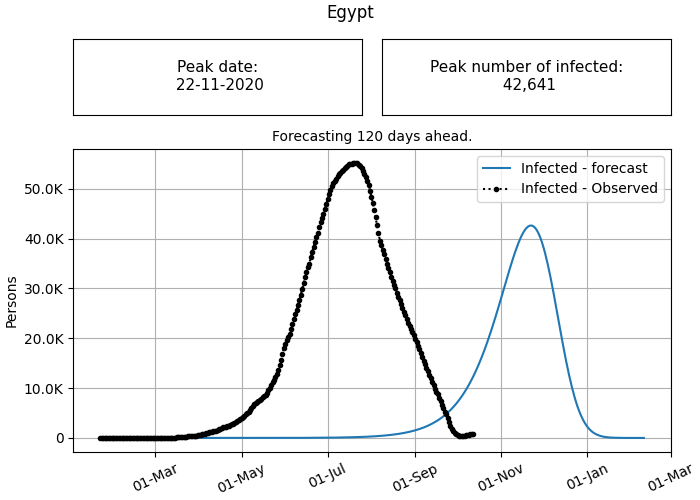 Egypt
Peak date:
22-11-2020
Peak number of infected:
42,641
Forecasting 120 days ahead.
Infected - forecast
Infected - Observed
Persons
50.0K
40.0K
30.0K
20.0K
10.0K
0
01-Mar
01-May
01-Jul
01-Sep
01-Nov
01-Jan
01-Mar